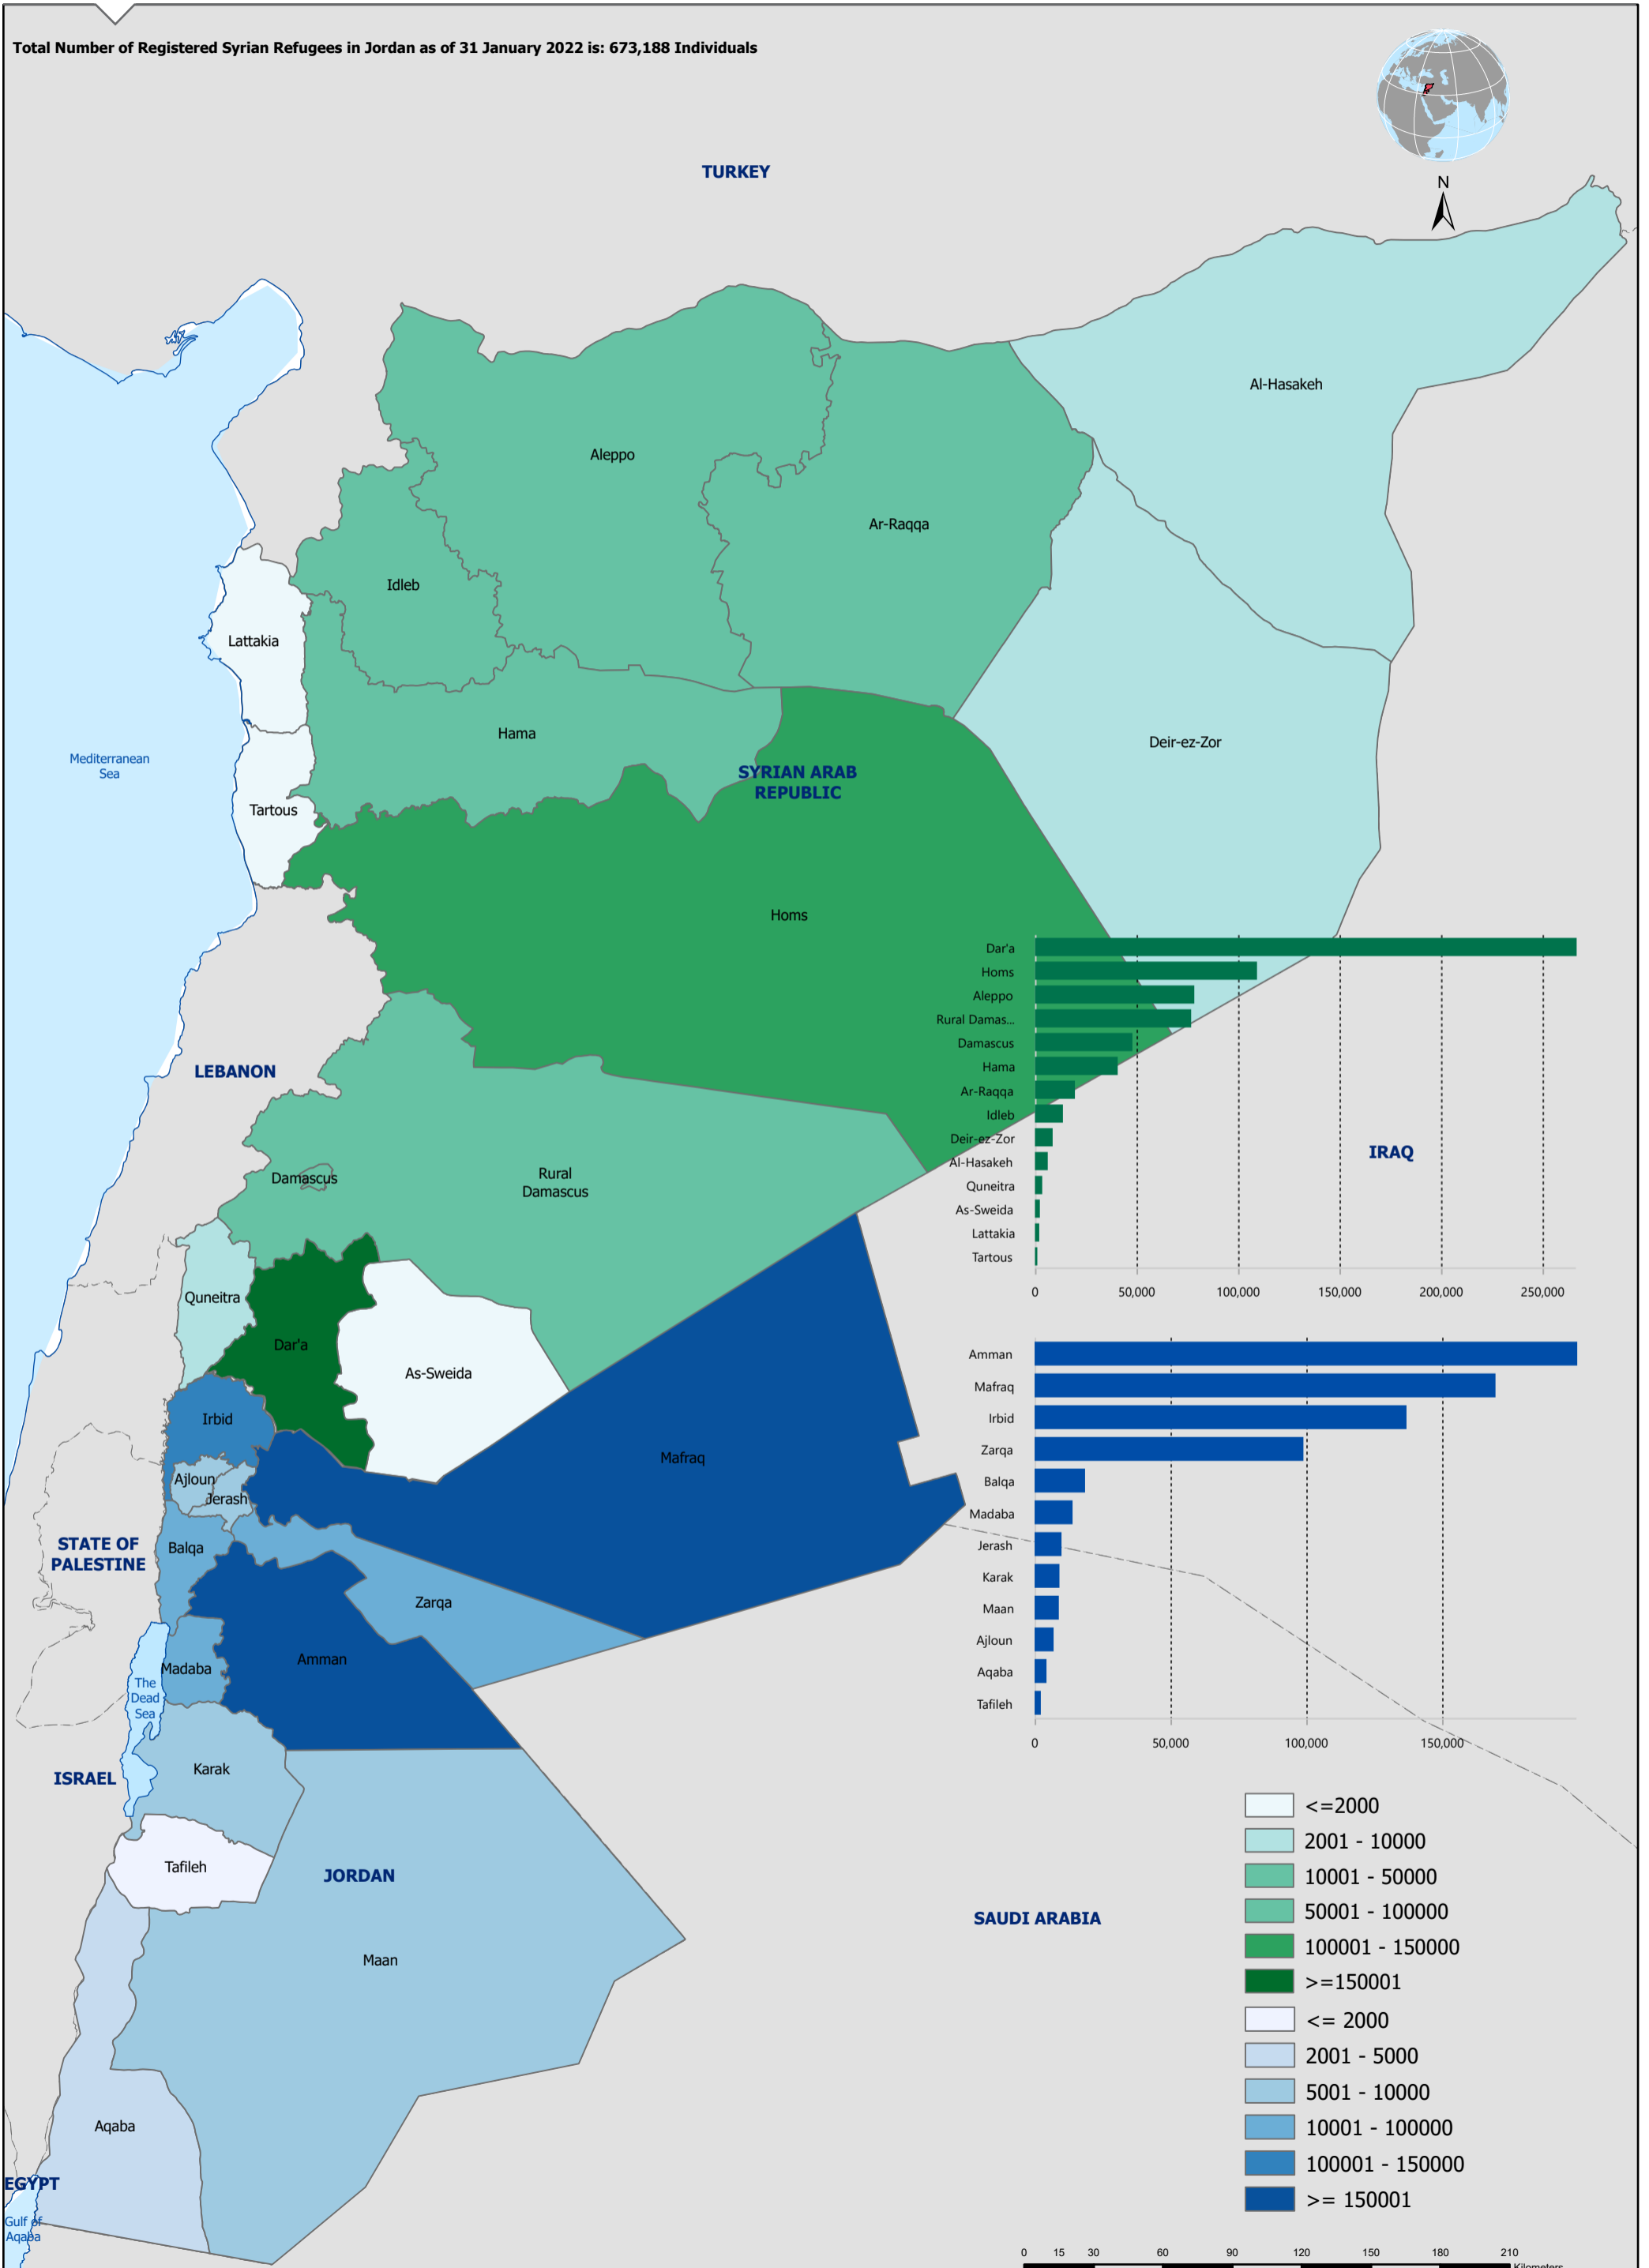 Total Number of Registered Syrian Refugees in Jordan as of 31 January 2022 is: 673,188 Individuals
TURKEY
N
Al-Hasakeh
Aleppo
Ar-Raqqa
Idleb
Lattakia
Hama
Deir-ez-Zor
Mediterranean
Sea
SYRIAN ARAB
REPUBLIC
Tartous
Homs
LEBANON
Damascus
Rural
Damascus
Quneitra
Dar'a
As-Sweida
Irbid
Mafraq
Ajloun
Jerash
STATE OF
PALESTINE
Balqa
Zarqa
Amman
Madaba
The
Dead
Sea
Karak
ISRAEL
Tafileh
JORDAN
Maan
Aqaba
EGYPT
Gulf of
Aqaba
IRAQ
SAUDI ARABIA
Dar'a
Homs
Aleppo
Rural Damas...
Damascus
Hama
Ar-Raqqa
Idleb
Deir-ez-Zor
Al-Hasakeh
Quneitra
As-Sweida
Lattakia
Tartous
0 50,000 100,000 150,000 200,000 250,000
Amman
Mafraq
Irbid
Zarqa
Balqa
Madaba
Jerash
Karak
Maan
Ajloun
Aqaba
Tafileh
0 50,000 100,000 150,000
<=2000
2001 - 10000
10001 - 50000
50001 - 100000
100001 - 150000
>=150001
<= 2000
2001 - 5000
5001 - 10000
10001 - 100000
100001 - 150000
>= 150001
0 15 30 60 90 120 150 180 210
Kilometers